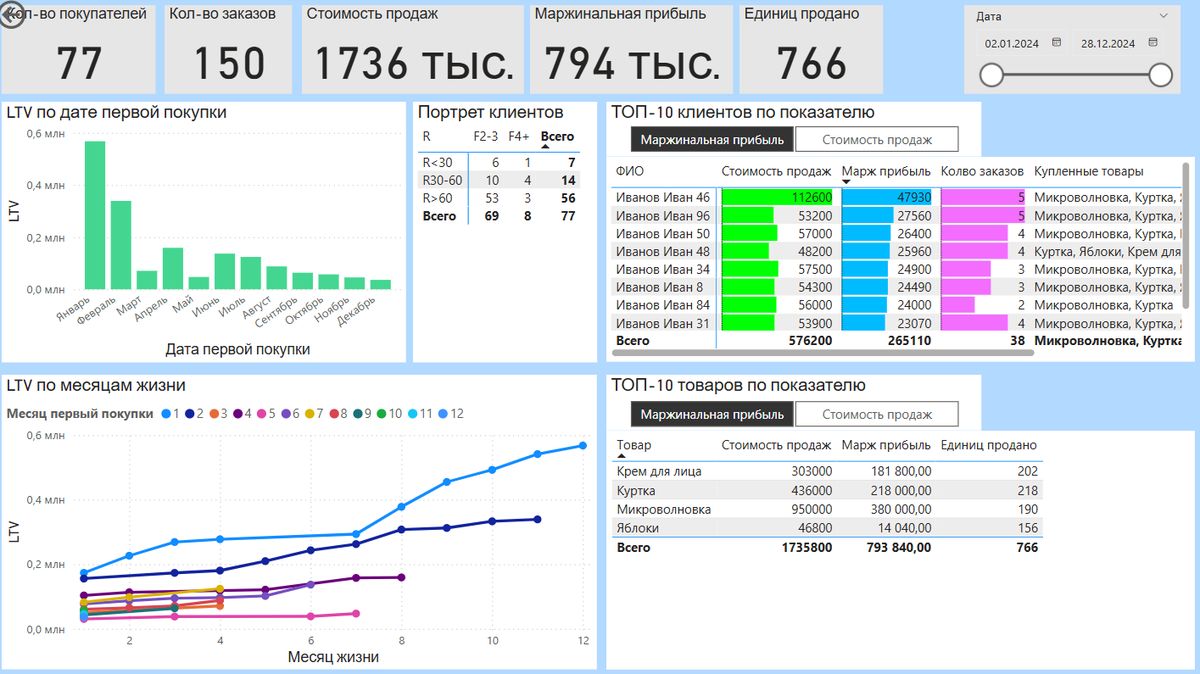 Кол-во покупателей
77
Кол-во заказов
150
Стоимость продаж
1736 тыс.
Маржинальная прибыль
794 тыс.
Единиц продано
766
Дата
02.01.2024 28.12.2024
LTV по дате первой покупки
0,6 млн
0,4 млн
0,2 млн
0,0 млн
LTV
Январь Февраль Март Апрель Май Июнь Июль Август Сентябрь Октябрь Ноябрь Декабрь
Дата первой покупки
Портрет клиентов
R F2-3 F4+ Всего
R<30 6 1 7
R30-60 10 4 14
R>60 53 3 56
Всего 69 8 77
ТОП-10 клиентов по показателю
Маржинальная прибыль Стоимость продаж
ФИО Стоимость продаж Марж прибыль Колво заказов Купленные товары
Иванов Иван 46 112600 47930 5 Микроволновка, Куртка,
Иванов Иван 96 53200 27560 5 Микроволновка, Куртка,
Иванов Иван 50 57000 26400 4 Микроволновка, Куртка,
Иванов Иван 48 48200 25960 4 Куртка, Яблоки, Крем для
Иванов Иван 34 57500 24900 3 Микроволновка, Куртка,
Иванов Иван 8 54300 24490 3 Микроволновка, Куртка,
Иванов Иван 84 56000 24000 2 Микроволновка, Куртка
Иванов Иван 31 53900 23070 4 Микроволновка, Куртка,
Всего 576200 265110 38 Микроволновка, Куртка
LTV по месяцам жизни
Месяц первый покупки 1 2 3 4 5 6 7 8 9 10 11 12
0,6 млн
0,4 млн
0,2 млн
0,0 млн
LTV
2 4 6 8 10 12
Месяц жизни
ТОП-10 товаров по показателю
Маржинальная прибыль Стоимость продаж
Товар Стоимость продаж Марж прибыль Единиц продано
Крем для лица 303000 181 800,00 202
Куртка 436000 218 000,00 218
Микроволновка 950000 380 000,00 190
Яблоки 46800 14 040,00 156
Всего 1735800 793 840,00 766